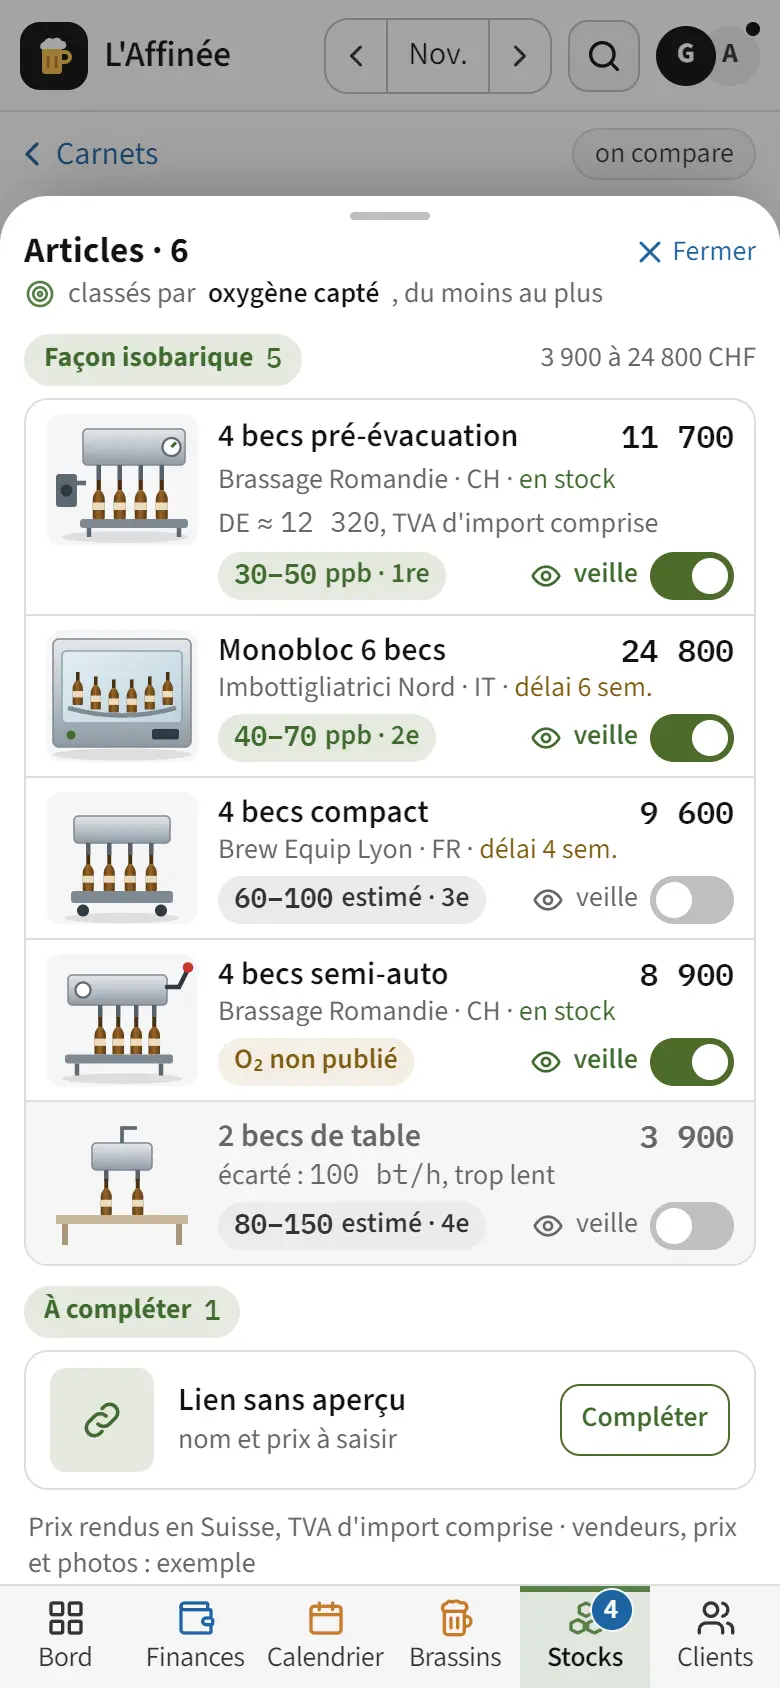 L'Affinée
Nov.
G
A
Carnets
on compare
Articles · 6
Fermer
classés par oxygène capté , du moins au plus
Façon isobarique 5
3 900 à 24 800 CHF
4 becs pré-évacuation
11 700
Brassage Romandie · CH · en stock
DE ≈ 12 320, TVA d'import comprise
30–50 ppb · 1re
veille
Monobloc 6 becs
24 800
Imbottigliatrici Nord · IT · délai 6 sem.
40–70 ppb · 2e
veille
4 becs compact
9 600
Brew Equip Lyon · FR · délai 4 sem.
60–100 estimé · 3e
veille
4 becs semi-auto
8 900
Brassage Romandie · CH · en stock
O₂ non publié
veille
2 becs de table
3 900
écarté : 100 bt/h, trop lent
80–150 estimé · 4e
veille
À compléter 1
Lien sans aperçu
nom et prix à saisir
Compléter
Prix rendus en Suisse, TVA d'import comprise · vendeurs, prix
et photos : exemple
4
Bord
Finances
Calendrier
Brassins
Stocks
Clients